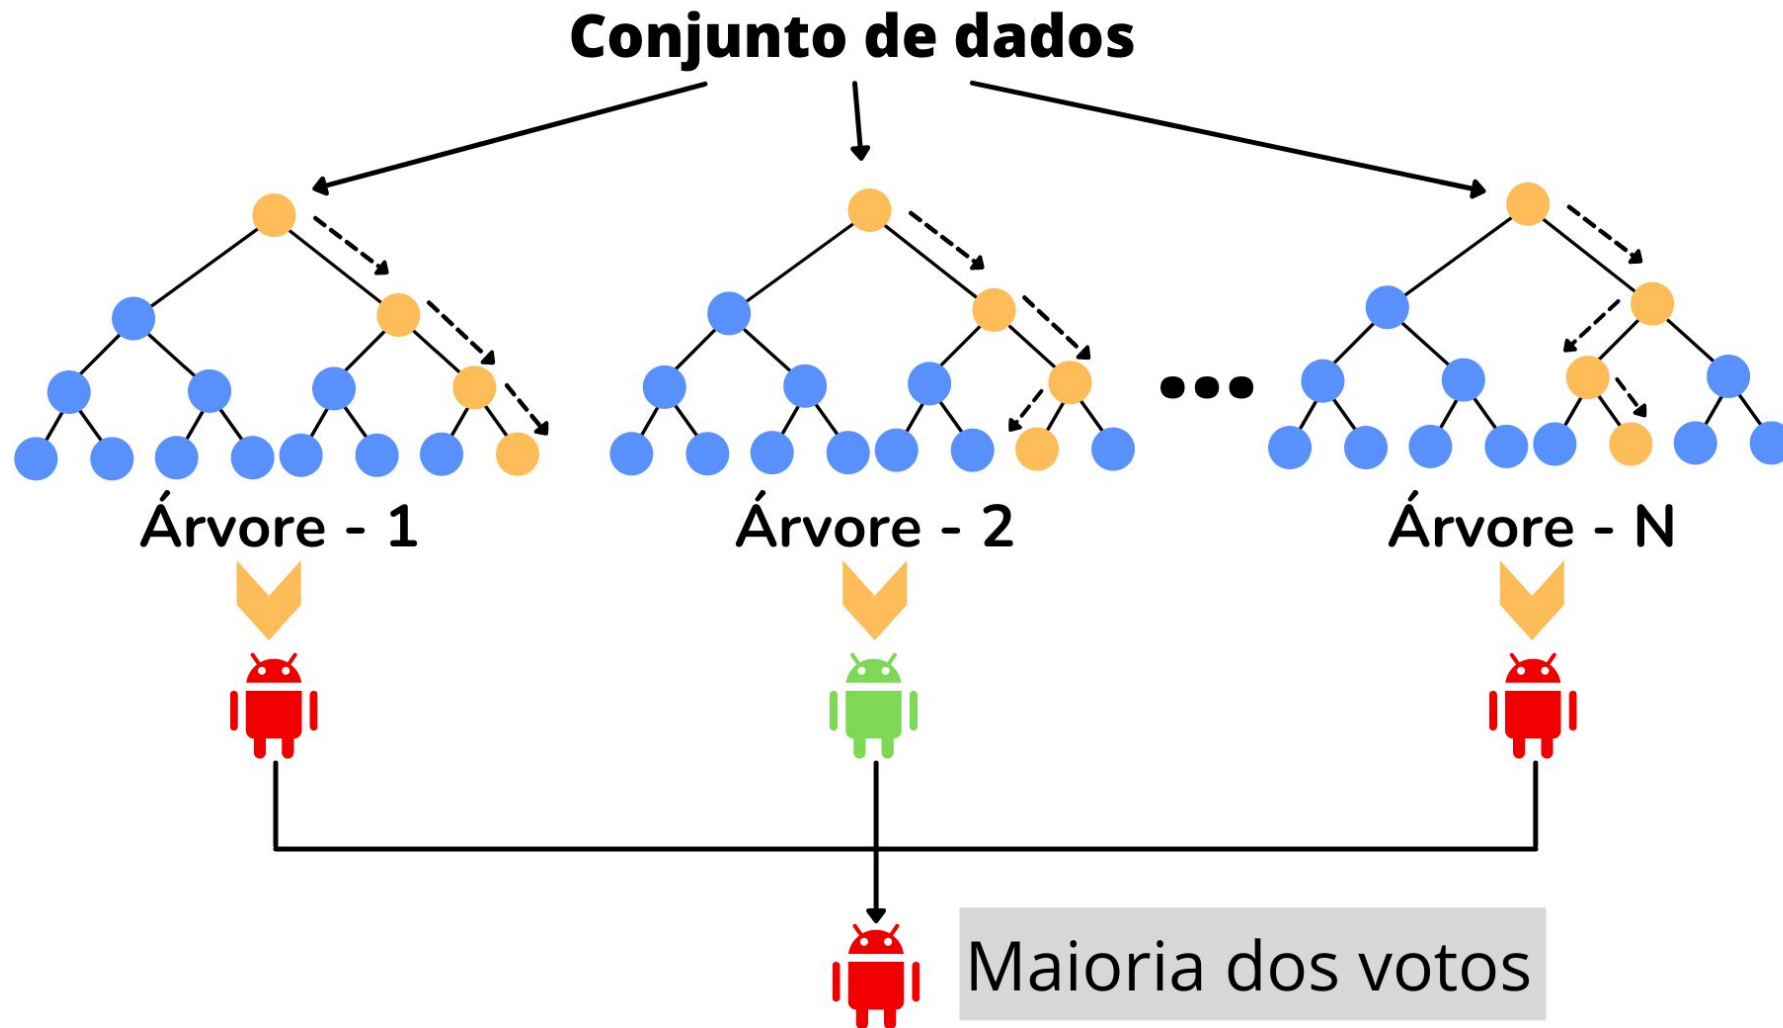 Conjunto de dados
Árvore - 1
Árvore - 2
Árvore - N
Maioria dos votos